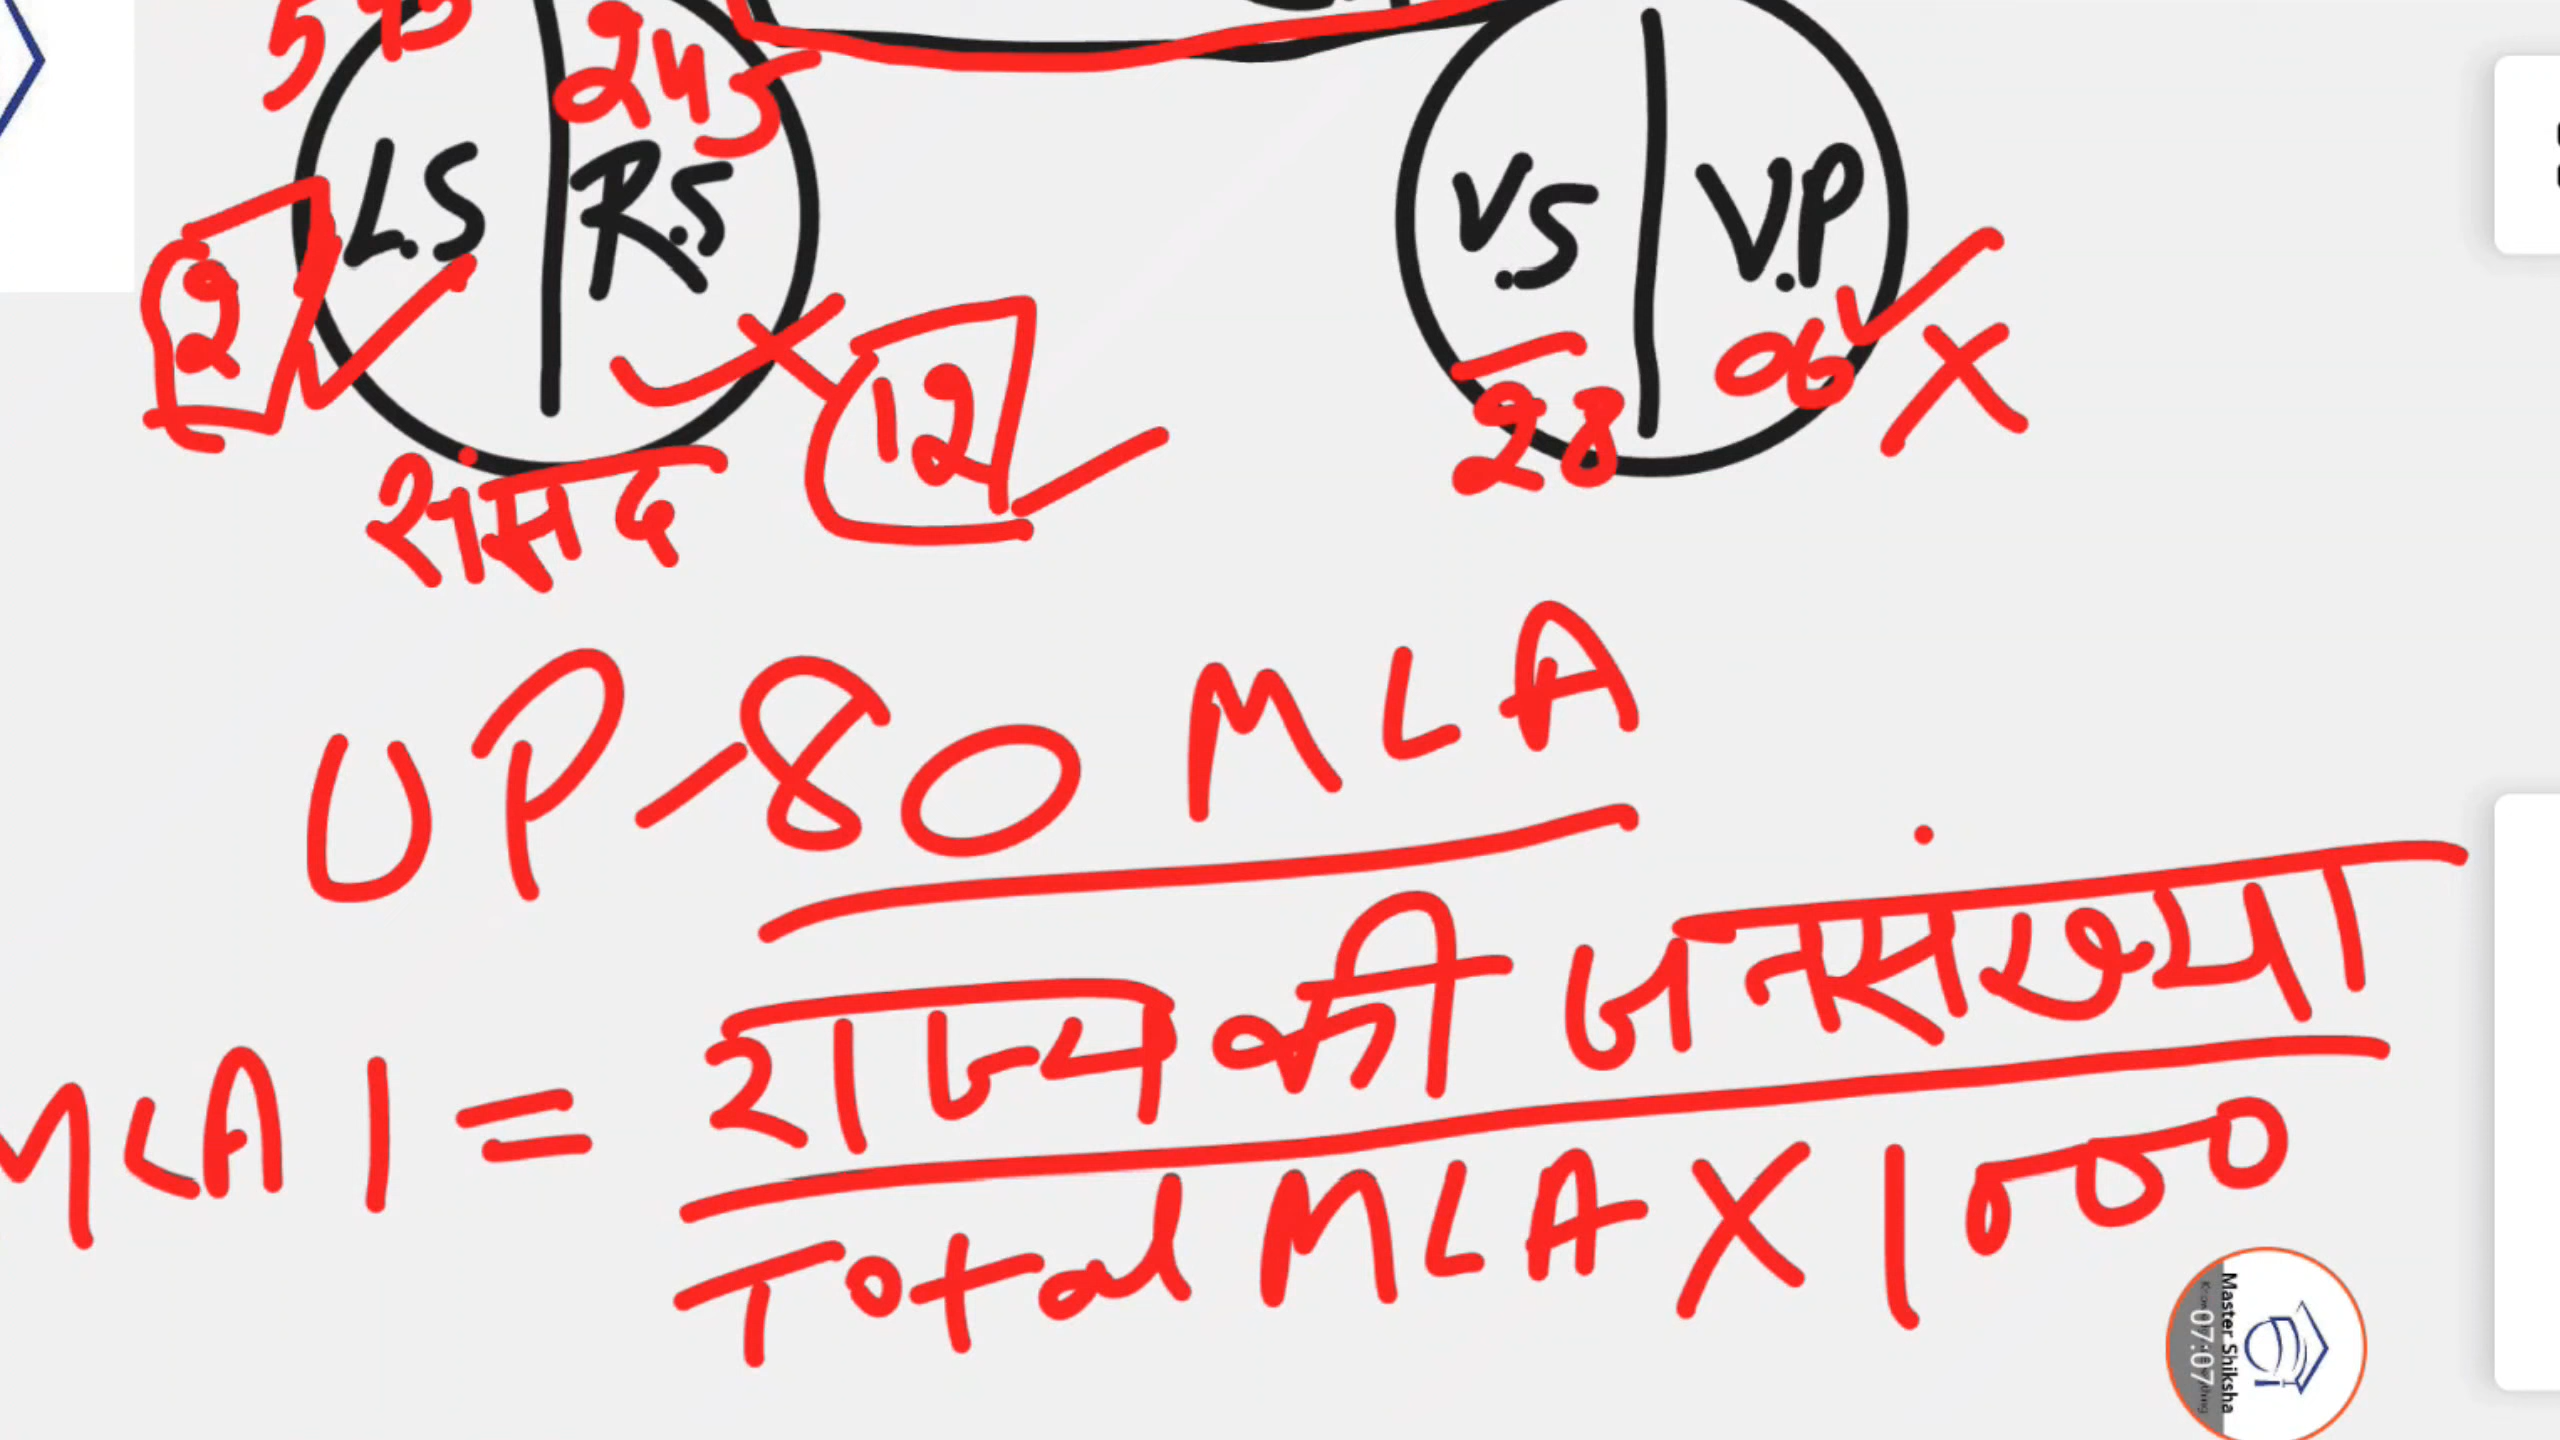 245
L.S R.S V.S V.P
2 12 28 06
संसद
UP-80 MLA
राज्य की जनसंख्या
MLA 1 =
Total MLA X 1000
Master Shiksha
07:07